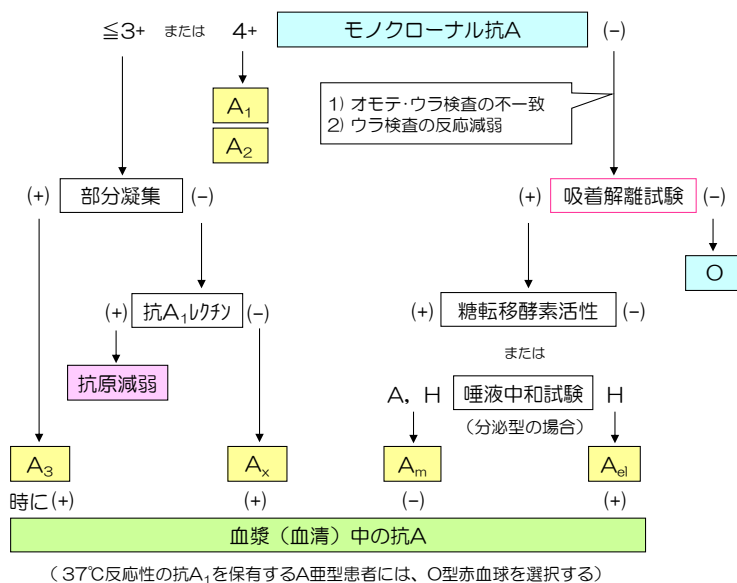 ≦3+ または 4+ モノクローナル抗A (-)
A₁
A₂
1) オモテ・ウラ検査の不一致
2) ウラ検査の反応減弱
(+) 部分凝集 (-)
(+) 吸着解離試験 (-)
O
(+) 抗A₁ﾚｸﾁﾝ (-)
(+) 糖転移酵素活性 (-)
または
抗原減弱
A, H 唾液中和試験 H
（分泌型の場合）
A₃ Aₓ Aₘ Aₑₗ
時に(+) (+) (-) (+)
血漿（血清）中の抗A
（37℃反応性の抗A₁を保有するA亜型患者には、O型赤血球を選択する）